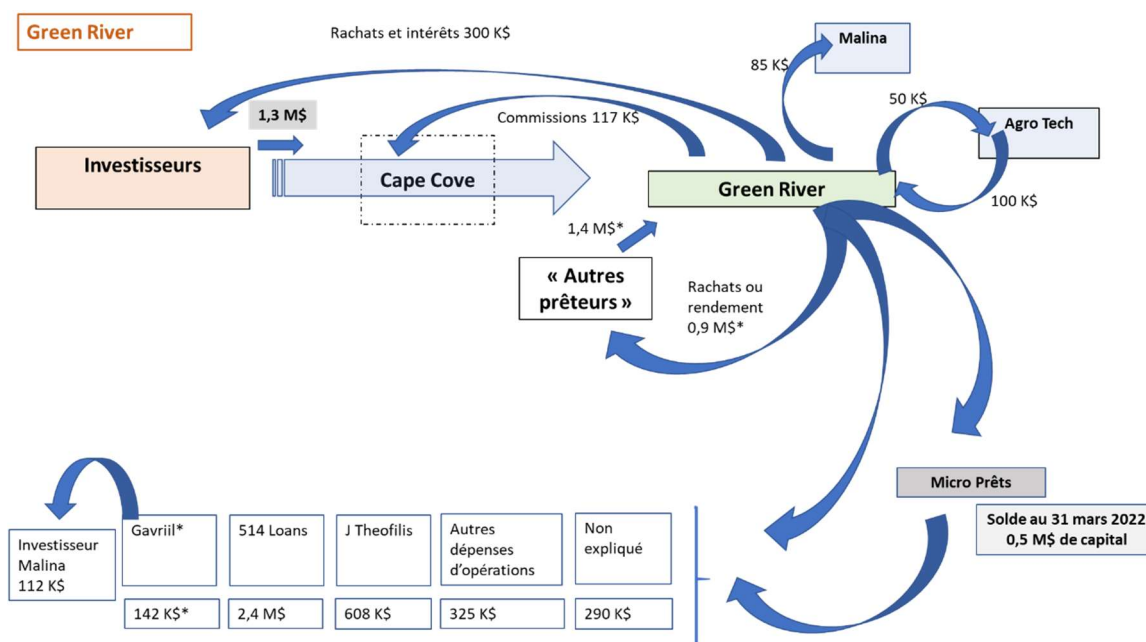 Green River
Rachats et intérêts 300 K$
Malina
85 K$
1,3 M$
Commissions 117 K$
50 K$
Agro Tech
Investisseurs
Cape Cove
Green River
100 K$
1,4 M$*
« Autres
prêteurs »
Rachats ou
rendement
0,9 M$*
Micro Prêts
Solde au 31 mars 2022
0,5 M$ de capital
Investisseur
Malina
112 K$
Gavriil*
514 Loans
J Theofilis
Autres
dépenses
d'opérations
Non
expliqué
142 K$*
2,4 M$
608 K$
325 K$
290 K$